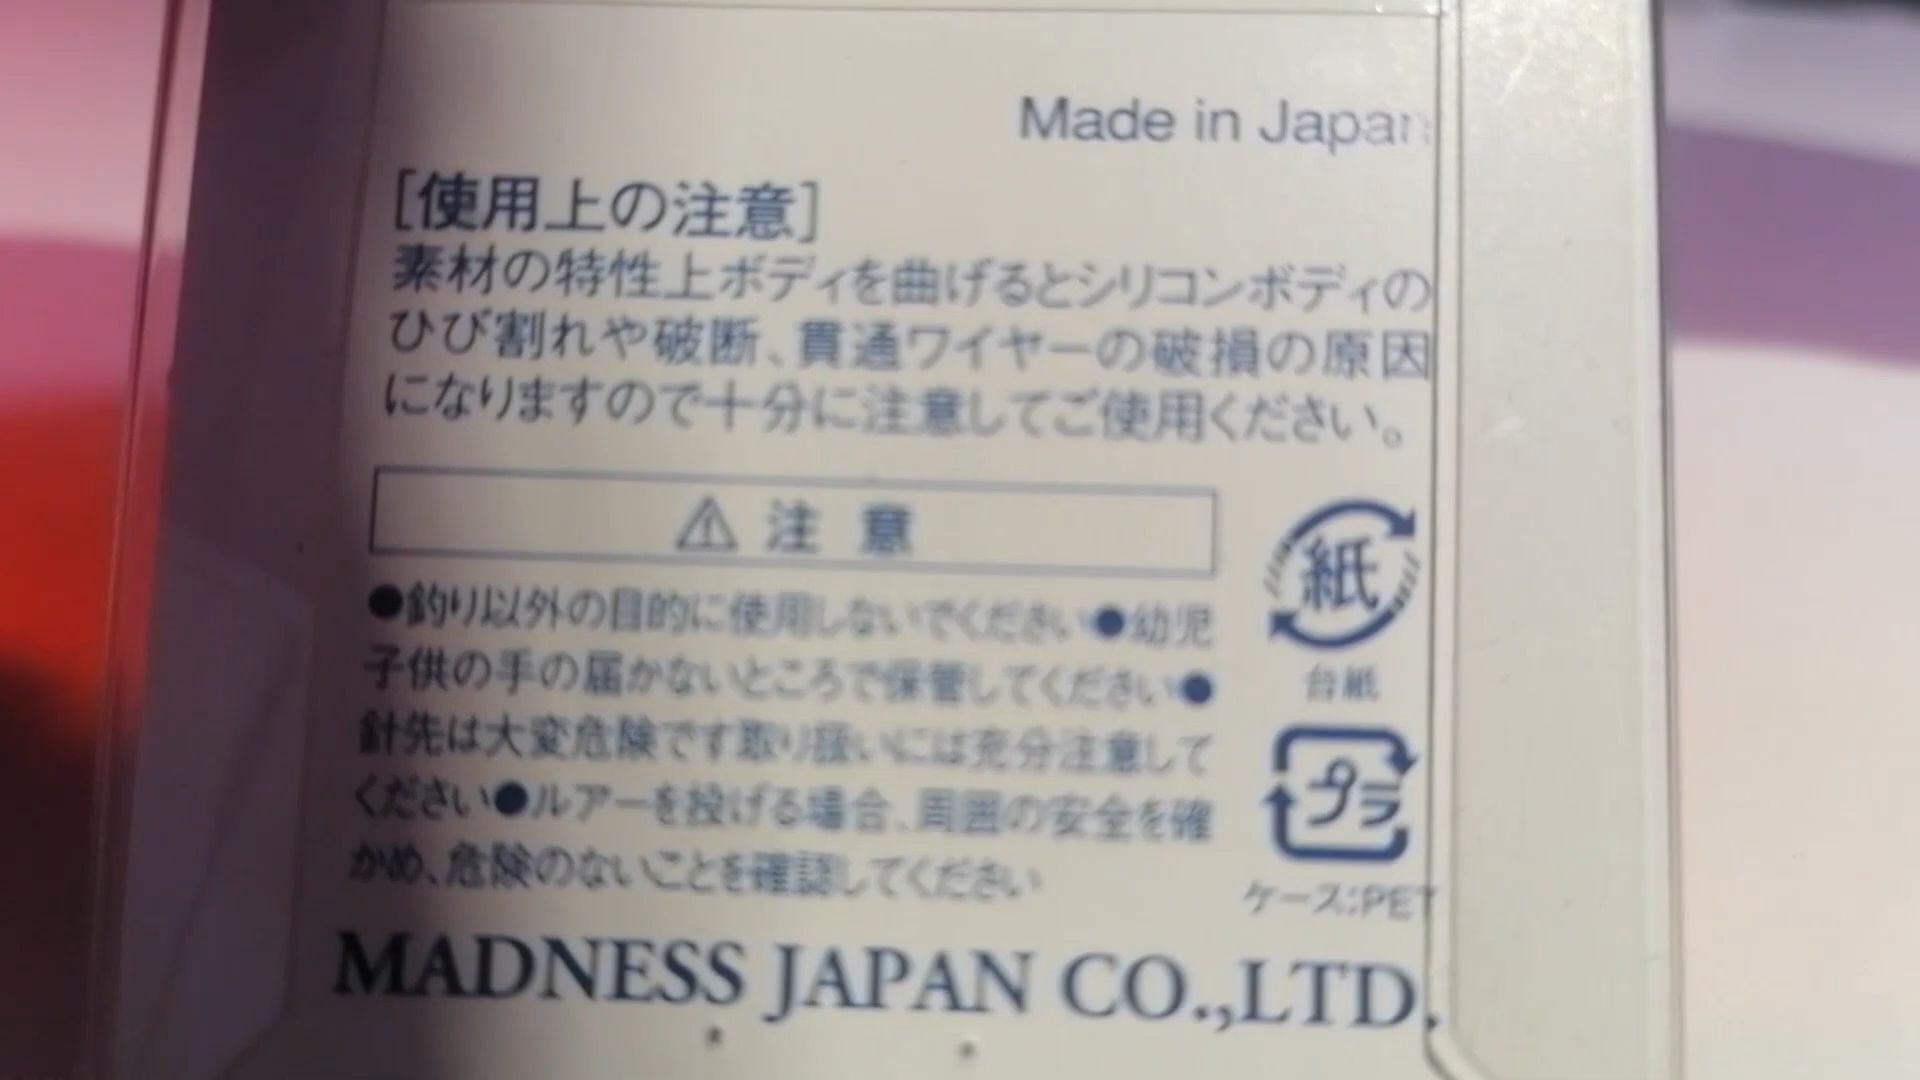 Made in Japan
[使用上の注意]
素材の特性上ボディを曲げるとシリコンボディの
ひび割れや破断、貫通ワイヤーの破損の原因
になりますので十分に注意してご使用ください。
⚠ 注 意
●釣り以外の目的に使用しないでください●幼児
子供の手の届かないところで保管してください●
針先は大変危険です取り扱いには充分注意して
ください●ルアーを投げる場合、周囲の安全を確
かめ、危険のないことを確認してください
紙
台紙
プラ
ケース:PET
MADNESS JAPAN CO.,LTD.